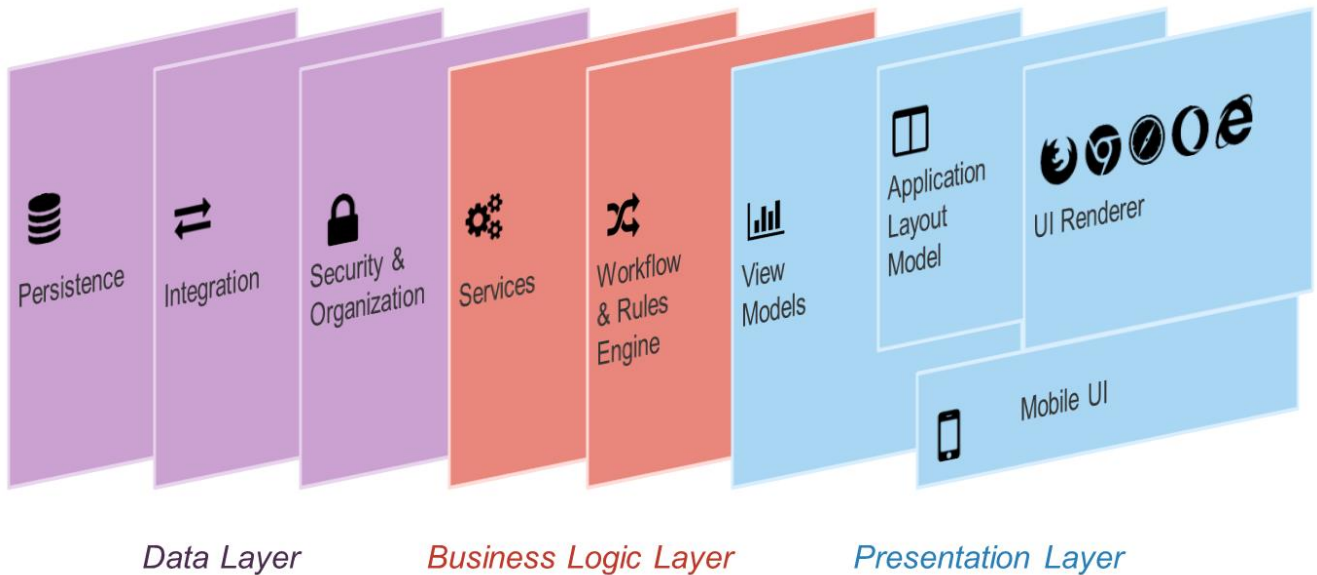 Persistence
Integration
Security &
Organization
Services
Workflow
& Rules
Engine
View
Models
Application
Layout
Model
UI Renderer
Mobile UI
Data Layer
Business Logic Layer
Presentation Layer